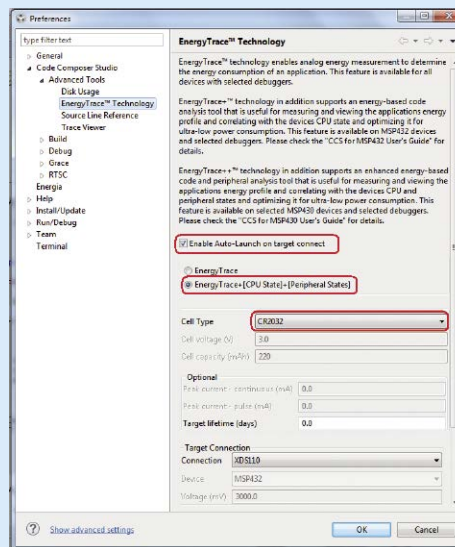 Preferences
type filter text
General
Code Composer Studio
Advanced Tools
Disk Usage
EnergyTrace™ Technology
Source Line Reference
Trace Viewer
Build
Debug
Grace
RTSC
Energia
Help
Install/Update
Run/Debug
Team
Terminal
EnergyTrace™ Technology
EnergyTrace™ technology enables analog energy measurement to determine
the energy consumption of an application. This feature is available for all
devices with selected debuggers.
EnergyTrace+™ technology in addition supports an energy-based code
analysis tool that is useful for measuring and viewing the applications energy
profile and correlating with the devices CPU state and optimizing it for
ultra-low power consumption. This feature is available on MSP432 devices
and selected debuggers. Please check the "CCS for MSP432 User's Guide" for
details.
EnergyTrace++™ technology in addition supports an enhanced energy-based
code and peripheral analysis tool that is useful for measuring and viewing the
applications energy profile and correlating with the devices CPU and
peripheral states and optimizing it for ultra-low power consumption. This
feature is available on selected MSP430 devices and selected debuggers.
Please check the "CCS for MSP430 User's Guide" for details.
Enable Auto-Launch on target connect
EnergyTrace
EnergyTrace+[CPU State]+[Peripheral States]
Cell Type CR2032
Cell voltage (V) 3.0
Cell capacity (mAh) 220
Optional
Peak current - continuous (mA) 0.0
Peak current - pulse (mA) 0.0
Target lifetime (days) 0.0
Target Connection
Connection XDS110
Device MSP432
Voltage (mV) 3000.0
Show advanced settings
OK
Cancel